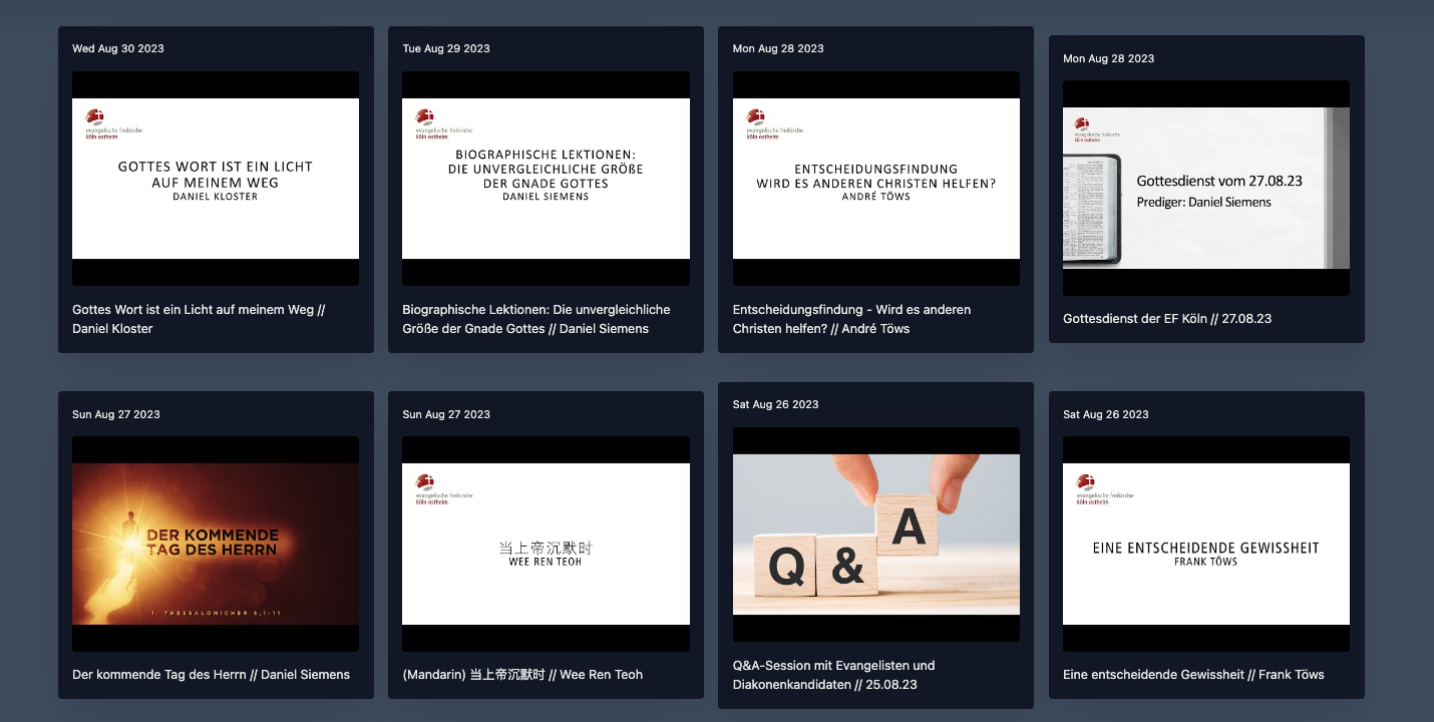 Wed Aug 30 2023
evangelische freikirche
köln ostheim
GOTTES WORT IST EIN LICHT
AUF MEINEM WEG
DANIEL KLOSTER
Gottes Wort ist ein Licht auf meinem Weg //
Daniel Kloster
Tue Aug 29 2023
evangelische freikirche
köln ostheim
BIOGRAPHISCHE LEKTIONEN:
DIE UNVERGLEICHLICHE GRÖẞE
DER GNADE GOTTES
DANIEL SIEMENS
Biographische Lektionen: Die unvergleichliche
Größe der Gnade Gottes // Daniel Siemens
Mon Aug 28 2023
evangelische freikirche
köln ostheim
ENTSCHEIDUNGSFINDUNG
WIRD ES ANDEREN CHRISTEN HELFEN?
ANDRÉ TÖWS
Entscheidungsfindung - Wird es anderen
Christen helfen? // André Töws
Mon Aug 28 2023
evangelische freikirche
köln ostheim
Gottesdienst vom 27.08.23
Prediger: Daniel Siemens
Gottesdienst der EF Köln // 27.08.23
Sun Aug 27 2023
DER KOMMENDE
TAG DES HERRN
1. THESSALONICHER 5,1-11
Der kommende Tag des Herrn // Daniel Siemens
Sun Aug 27 2023
evangelische freikirche
köln ostheim
当上帝沉默时
WEE REN TEOH
(Mandarin) 当上帝沉默时 // Wee Ren Teoh
Sat Aug 26 2023
Q & A
Q&A-Session mit Evangelisten und
Diakonenkandidaten // 25.08.23
Sat Aug 26 2023
evangelische freikirche
köln ostheim
EINE ENTSCHEIDENDE GEWISSHEIT
FRANK TÖWS
Eine entscheidende Gewissheit // Frank Töws